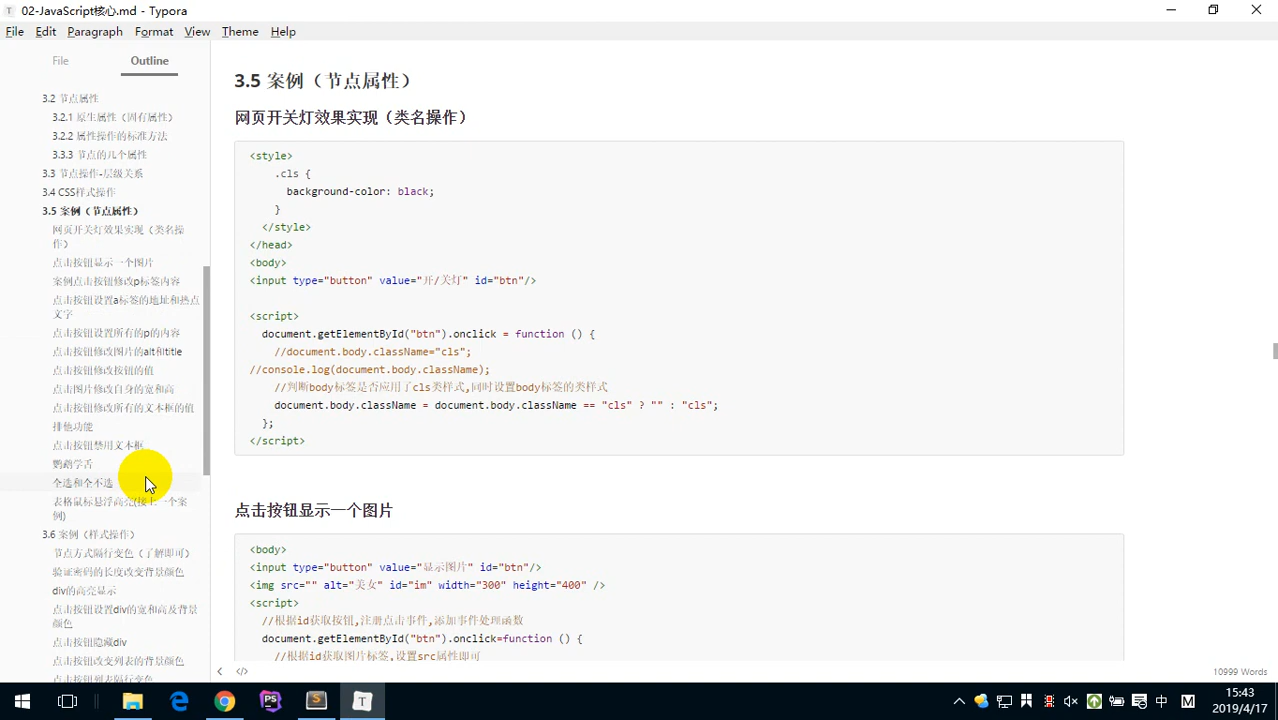 02-JavaScript核心.md - Typora
File Edit Paragraph Format View Theme Help
File Outline
3.2 节点属性
3.2.1 原生属性（固有属性）
3.2.2 属性操作的标准方法
3.3.3 节点的几个属性
3.3 节点操作-层级关系
3.4 CSS样式操作
3.5 案例（节点属性）
网页开关灯效果实现（类名操
作）
点击按钮显示一个图片
案例点击按钮修改p标签内容
点击按钮设置a标签的地址和热点
文字
点击按钮设置所有的p的内容
点击按钮修改图片的alt和title
点击按钮修改按钮的值
点击图片修改自身的宽和高
点击按钮修改所有的文本框的值
排他功能
点击按钮禁用文本框
鹦鹉学舌
全选和全不选
表格鼠标悬浮高亮(接上一个案
例)
3.6 案例（样式操作）
节点方式隔行变色（了解即可）
验证密码的长度改变背景颜色
div的高亮显示
点击按钮设置div的宽和高及背景
颜色
点击按钮隐藏div
点击按钮改变列表的背景颜色
点击按钮列表隔行变色
3.5 案例（节点属性）
网页开关灯效果实现（类名操作）
<style>
.cls {
background-color: black;
}
</style>
</head>
<body>
<input type="button" value="开/关灯" id="btn"/>
<script>
document.getElementById("btn").onclick = function () {
//document.body.className="cls";
//console.log(document.body.className);
//判断body标签是否应用了cls类样式,同时设置body标签的类样式
document.body.className = document.body.className == "cls" ? "" : "cls";
};
</script>
点击按钮显示一个图片
<body>
<input type="button" value="显示图片" id="btn"/>
<img src="" alt="美女" id="im" width="300" height="400" />
<script>
//根据id获取按钮,注册点击事件,添加事件处理函数
document.getElementById("btn").onclick=function () {
//根据id获取图片标签,设置src属性即可
</> 10999 Words
PS S T 中 M
15:43
2019/4/17